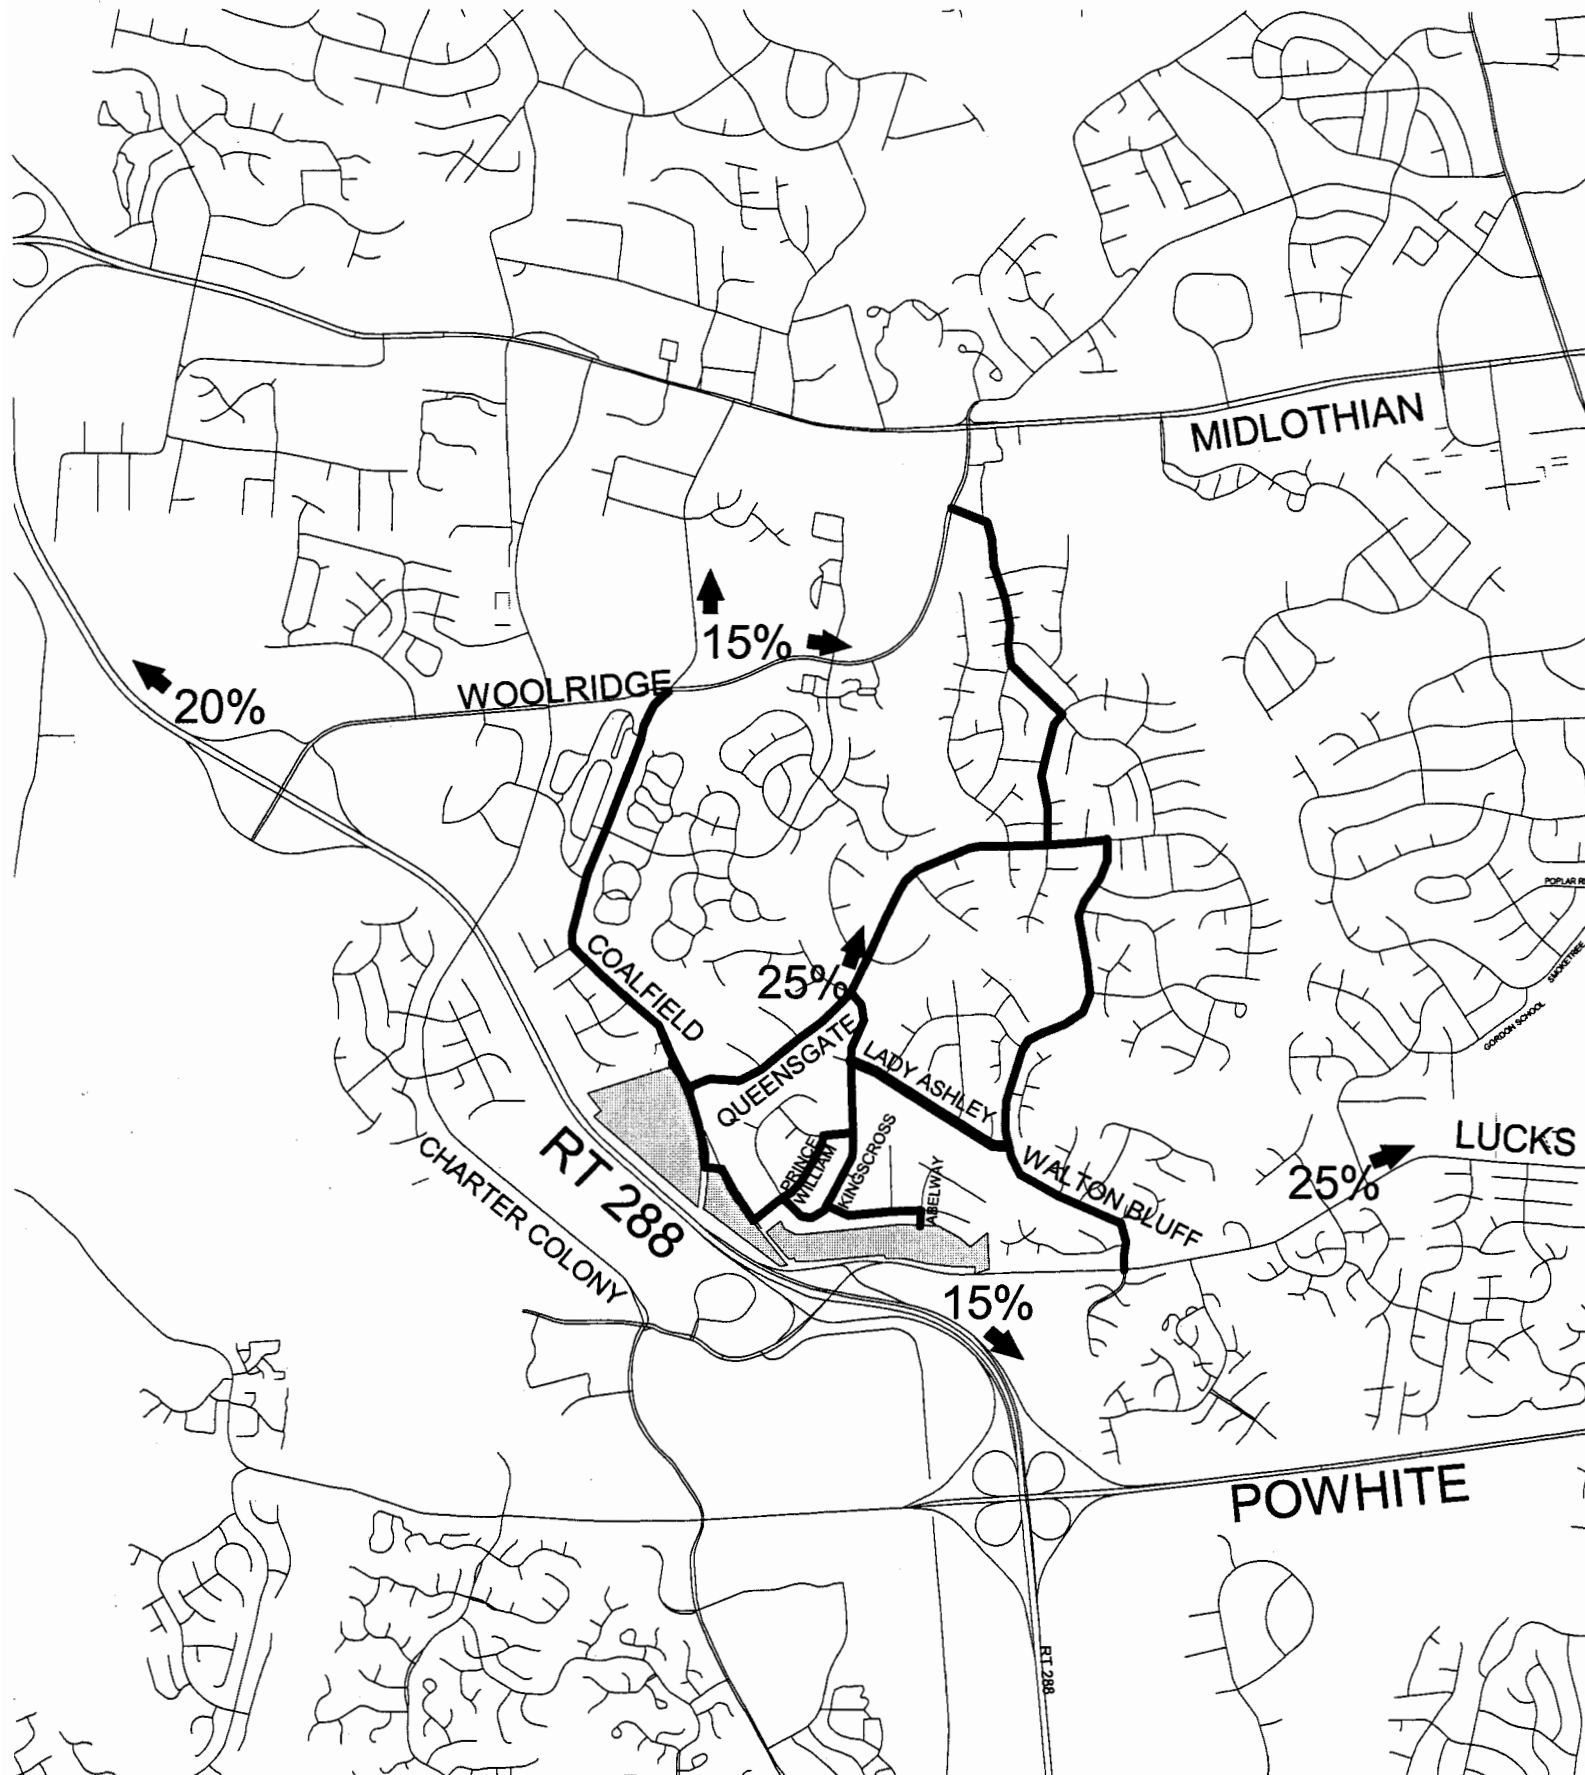 MIDLOTHIAN
15%
20%
WOOLRIDGE
POPLAR
SMOKETREE
COALFIELD
25%
GORDON SCHOOL
QUEENSGATE
LADY ASHLEY
KINGSCROSS
PRINCE
WILLIAM
ABELWAY
WALTON BLUFF
LUCKS
25%
CHARTER COLONY
RT 288
15%
POWHITE
RT 288